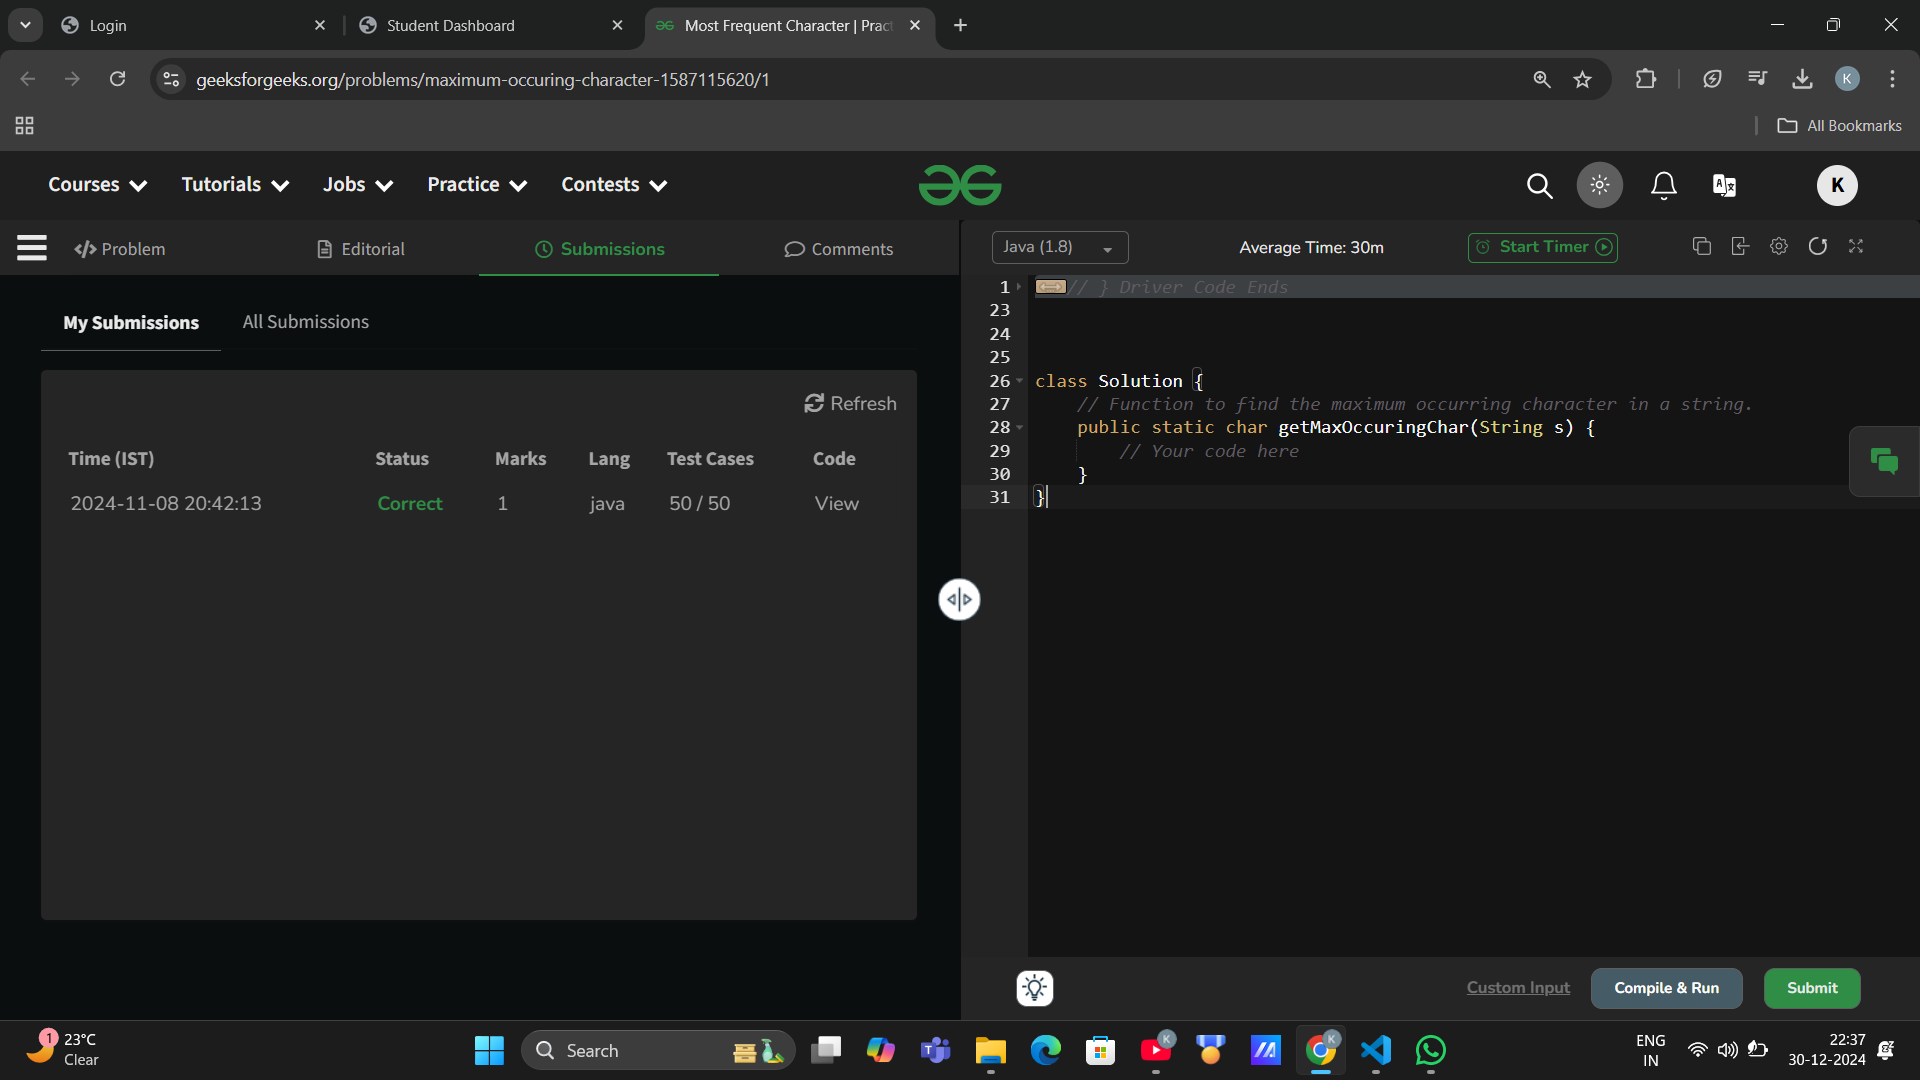 Login
Student Dashboard
Most Frequent Character | Prac
geeksforgeeks.org/problems/maximum-occuring-character-1587115620/1
K
All Bookmarks
Courses Tutorials Jobs Practice Contests
K
Problem Editorial Submissions Comments
Java (1.8) Average Time: 30m Start Timer
My Submissions All Submissions
Refresh
Time (IST) Status Marks Lang Test Cases Code
2024-11-08 20:42:13 Correct 1 java 50 / 50 View
1 // } Driver Code Ends
23
24
25
26 class Solution {
27 // Function to find the maximum occurring character in a string.
28 public static char getMaxOccuringChar(String s) {
29 // Your code here
30 }
31 }
Custom Input Compile & Run Submit
1
23°C
Clear
Search
K
K
ENG
IN
22:37
30-12-2024